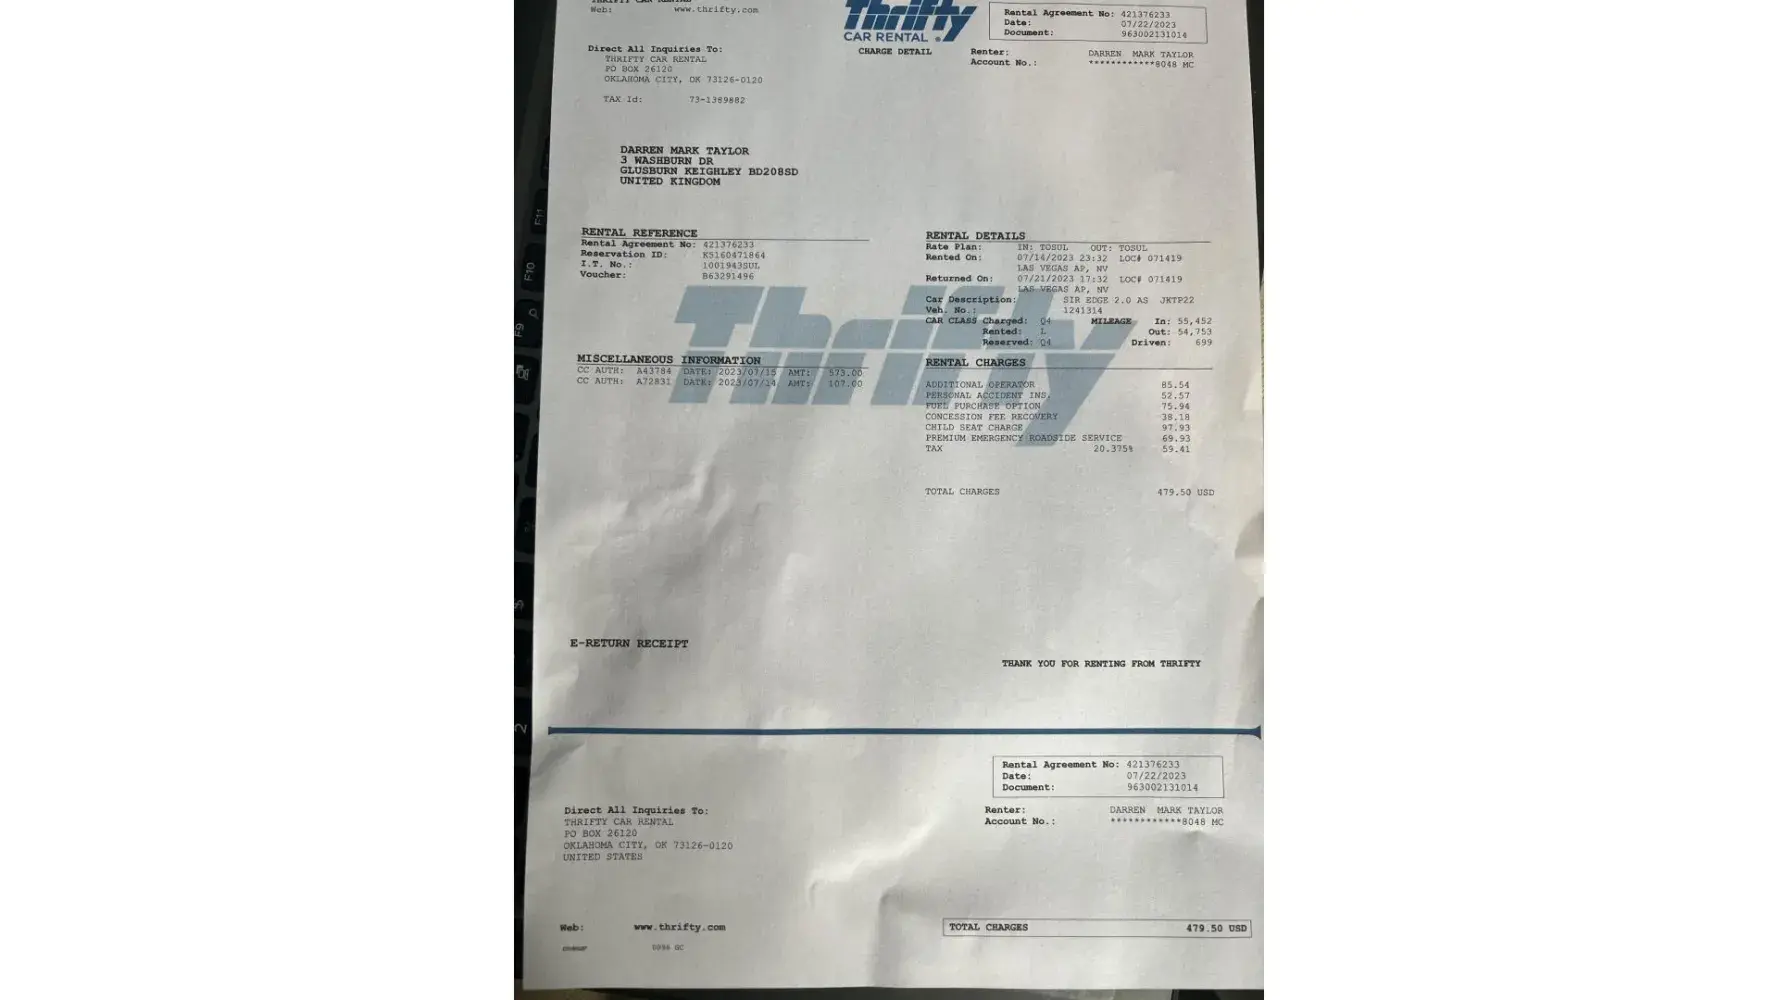 THRIFTY CAR RENTAL
Web: www.thrifty.com
Thrifty
CAR RENTAL
CHARGE DETAIL
Rental Agreement No: 421376233
Date: 07/22/2023
Document: 963002131014
Direct All Inquiries To:
THRIFTY CAR RENTAL
PO BOX 26120
OKLAHOMA CITY, OK 73126-0120
Renter: DARREN MARK TAYLOR
Account No.: ************8048 MC
TAX Id: 73-1389882
DARREN MARK TAYLOR
3 WASHBURN DR
GLUSBURN KEIGHLEY BD208SD
UNITED KINGDOM
RENTAL REFERENCE
Rental Agreement No: 421376233
Reservation ID: K5160471864
I.T. No.: 1001943SUL
Voucher: B63291496
RENTAL DETAILS
Rate Plan: IN: TOSUL OUT: TOSUL
Rented On: 07/14/2023 23:32 LOC# 071419
LAS VEGAS AP, NV
Returned On: 07/21/2023 17:32 LOC# 071419
LAS VEGAS AP, NV
Car Description: SIR EDGE 2.0 AS JKTP22
Veh. No.: 1241314
CAR CLASS Charged: Q4 MILEAGE In: 55,452
Rented: L Out: 54,753
Reserved: Q4 Driven: 699
Thrifty
MISCELLANEOUS INFORMATION
CC AUTH: A43784 DATE: 2023/07/15 AMT: 573.00
CC AUTH: A72831 DATE: 2023/07/14 AMT: 107.00
RENTAL CHARGES
ADDITIONAL OPERATOR 85.54
PERSONAL ACCIDENT INS. 52.57
FUEL PURCHASE OPTION 75.94
CONCESSION FEE RECOVERY 38.18
CHILD SEAT CHARGE 97.93
PREMIUM EMERGENCY ROADSIDE SERVICE 69.93
TAX 20.375% 59.41
TOTAL CHARGES 479.50 USD
E-RETURN RECEIPT
THANK YOU FOR RENTING FROM THRIFTY
Rental Agreement No: 421376233
Date: 07/22/2023
Document: 963002131014
Direct All Inquiries To:
THRIFTY CAR RENTAL
PO BOX 26120
OKLAHOMA CITY, OK 73126-0120
UNITED STATES
Renter: DARREN MARK TAYLOR
Account No.: ************8048 MC
Web: www.thrifty.com
TOTAL CHARGES 479.50 USD
F11
F10
F9
2